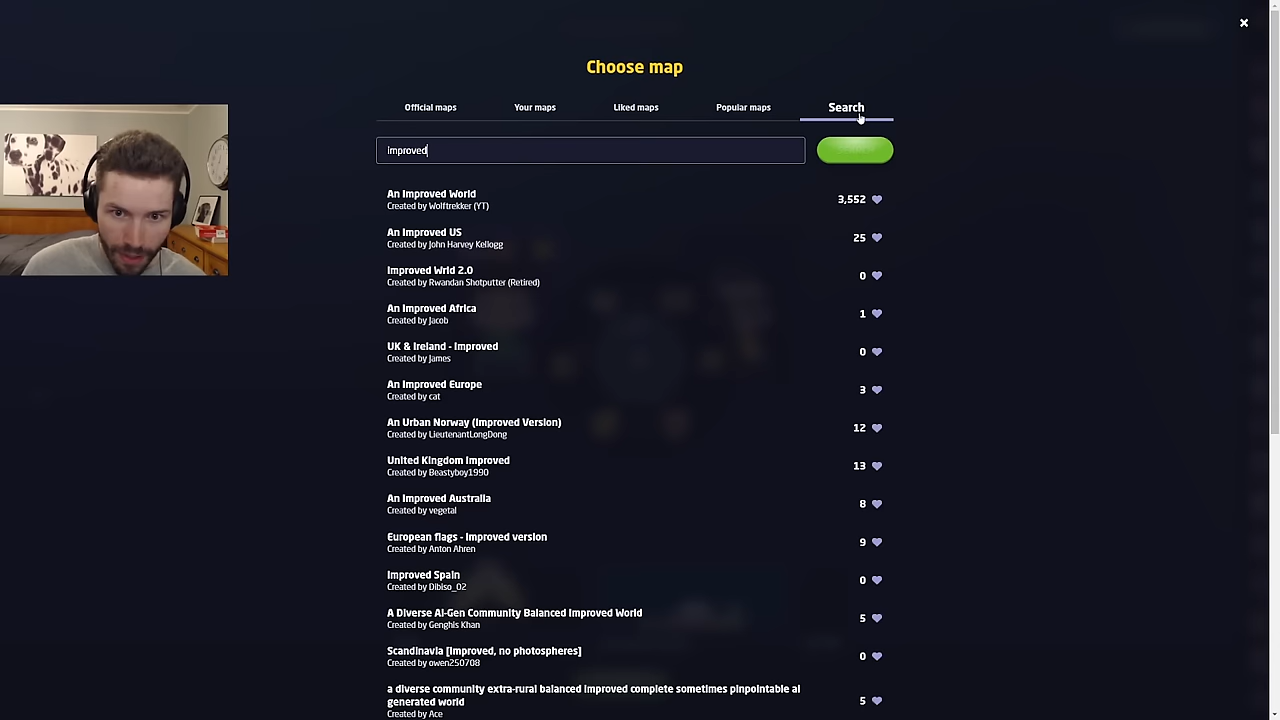 Choose map
Official maps
Your maps
Liked maps
Popular maps
Search
Improved
An Improved World
Created by Wolftrekker (YT)
3,552
An Improved US
Created by John Harvey Kellogg
25
Improved Wrld 2.0
Created by Rwandan Shotputter (Retired)
0
An Improved Africa
Created by Jacob
1
UK & Ireland - Improved
Created by James
0
An Improved Europe
Created by cat
3
An Urban Norway (Improved Version)
Created by LieutenantLongDong
12
United Kingdom Improved
Created by Beastyboy1990
13
An Improved Australia
Created by vegetal
8
European flags - Improved version
Created by Anton Ahren
9
Improved Spain
Created by Dibiso_02
0
A Diverse AI-Gen Community Balanced Improved World
Created by Genghis Khan
5
Scandinavia [Improved, no photospheres]
Created by owen250708
0
a diverse community extra-rural balanced improved complete sometimes pinpointable ai
generated world
Created by Ace
5